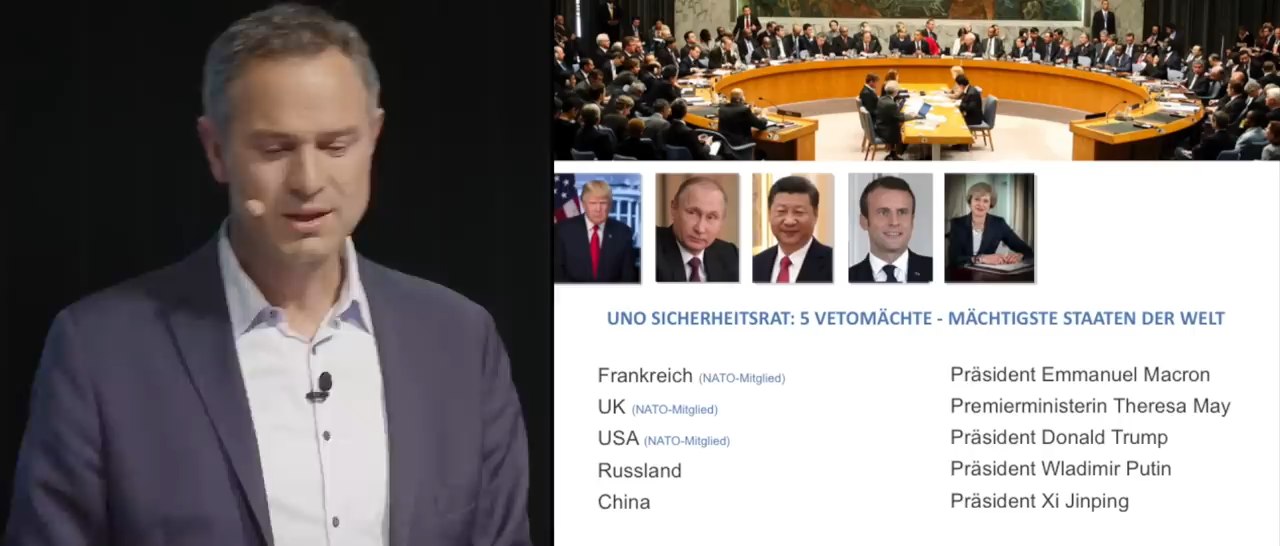 UNO SICHERHEITSRAT: 5 VETOMÄCHTE - MÄCHTIGSTE STAATEN DER WELT
Frankreich (NATO-Mitglied) Präsident Emmanuel Macron
UK (NATO-Mitglied) Premierministerin Theresa May
USA (NATO-Mitglied) Präsident Donald Trump
Russland Präsident Wladimir Putin
China Präsident Xi Jinping